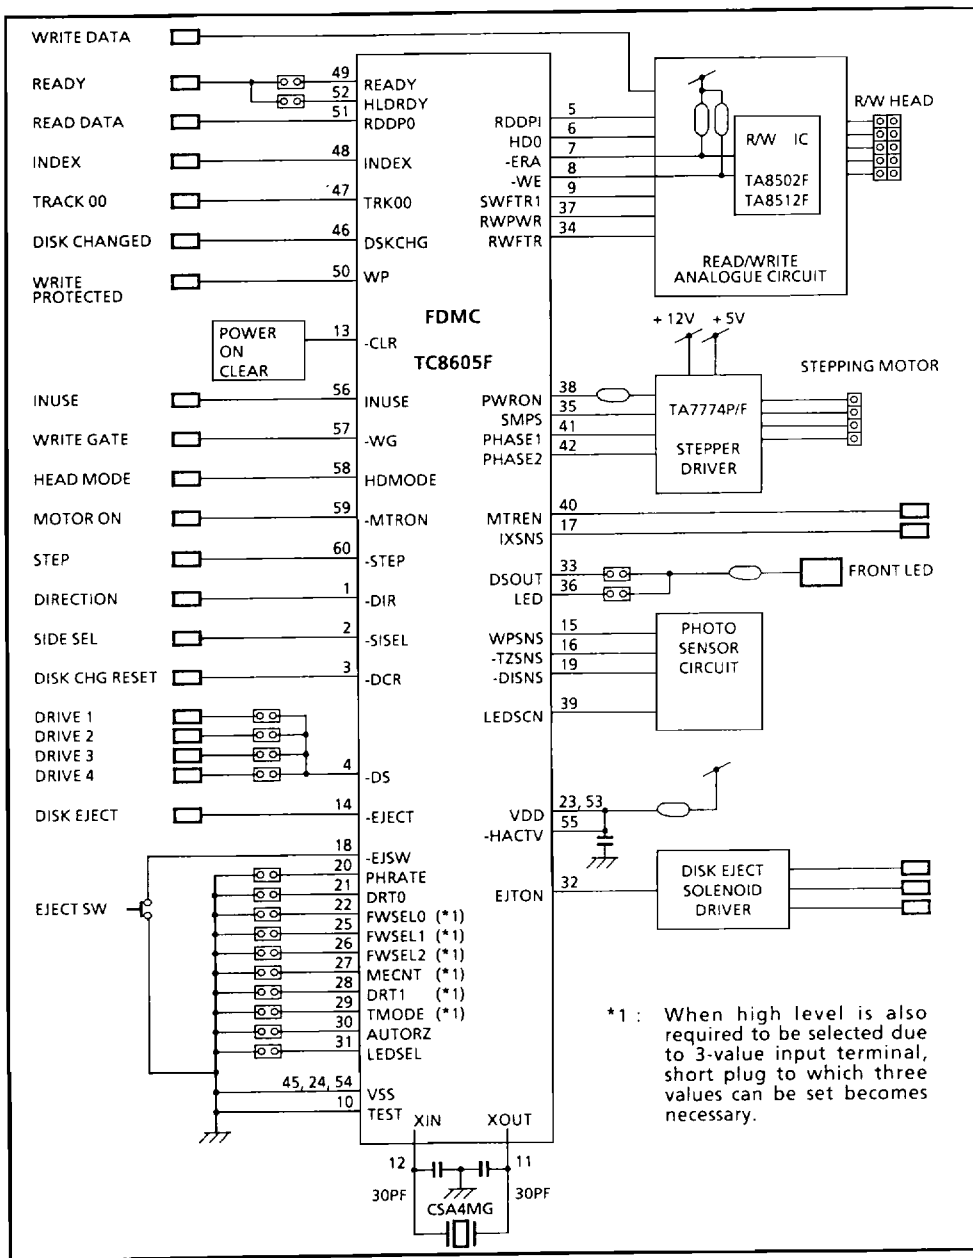 WRITE DATA
READY
READ DATA
INDEX
TRACK 00
DISK CHANGED
WRITE
PROTECTED
POWER
ON
CLEAR
INUSE
WRITE GATE
HEAD MODE
MOTOR ON
STEP
DIRECTION
SIDE SEL
DISK CHG RESET
DRIVE 1
DRIVE 2
DRIVE 3
DRIVE 4
DISK EJECT
EJECT SW
49 READY
52 HLDRDY
51 RDDP0
48 INDEX
47 TRK00
46 DSKCHG
50 WP
13 -CLR
56 INUSE
57 -WG
58 HDMODE
59 -MTRON
60 -STEP
1 -DIR
2 -SISEL
3 -DCR
4 -DS
14 -EJECT
18 -EJSW
20 PHRATE
21 DRT0
22 FWSEL0 (*1)
25 FWSEL1 (*1)
26 FWSEL2 (*1)
27 MECNT (*1)
28 DRT1 (*1)
29 TMODE (*1)
30 AUTORZ
31 LEDSEL
45, 24, 54 VSS
10 TEST
FDMC
TC8605F
XIN XOUT
12 11
30PF 30PF
CSA4MG
RDDPI 5
HD0 6
-ERA 7
-WE 8
SWFTR1 9
RWPWR 37
RWFTR 34
PWRON 38
SMPS 35
PHASE1 41
PHASE2 42
MTREN 40
IXSNS 17
DSOUT 33
LED 36
WPSNS 15
-TZSNS 16
-DISNS 19
LEDSCN 39
VDD 23, 53
-HACTV 55
EJTON 32
R/W IC
TA8502F
TA8512F
READ/WRITE
ANALOGUE CIRCUIT
R/W HEAD
+ 12V + 5V
TA7774P/F
STEPPER
DRIVER
STEPPING MOTOR
FRONT LED
PHOTO
SENSOR
CIRCUIT
DISK EJECT
SOLENOID
DRIVER
*1 : When high level is also
required to be selected due
to 3-value input terminal,
short plug to which three
values can be set becomes
necessary.